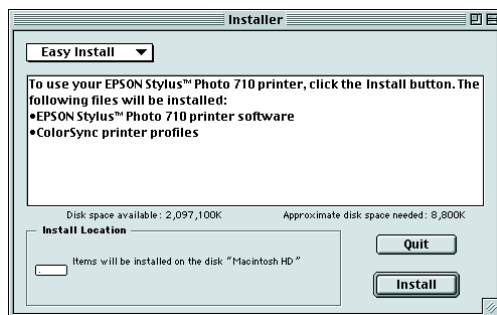 Installer
Easy Install
To use your EPSON Stylus™ Photo 710 printer, click the Install button. The
following files will be installed:
•EPSON Stylus™ Photo 710 printer software
•ColorSync printer profiles
Disk space available: 2,097,100K Approximate disk space needed: 8,800K
Install Location
Items will be installed on the disk "Macintosh HD"
Quit
Install